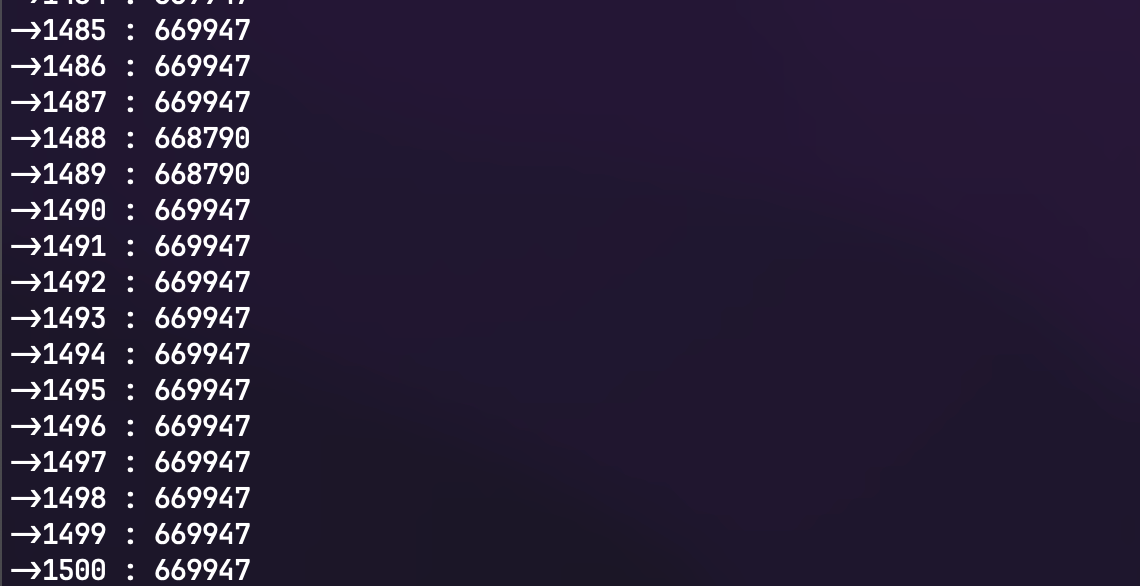 ->1485 : 669947
->1486 : 669947
->1487 : 669947
->1488 : 668790
->1489 : 668790
->1490 : 669947
->1491 : 669947
->1492 : 669947
->1493 : 669947
->1494 : 669947
->1495 : 669947
->1496 : 669947
->1497 : 669947
->1498 : 669947
->1499 : 669947
->1500 : 669947